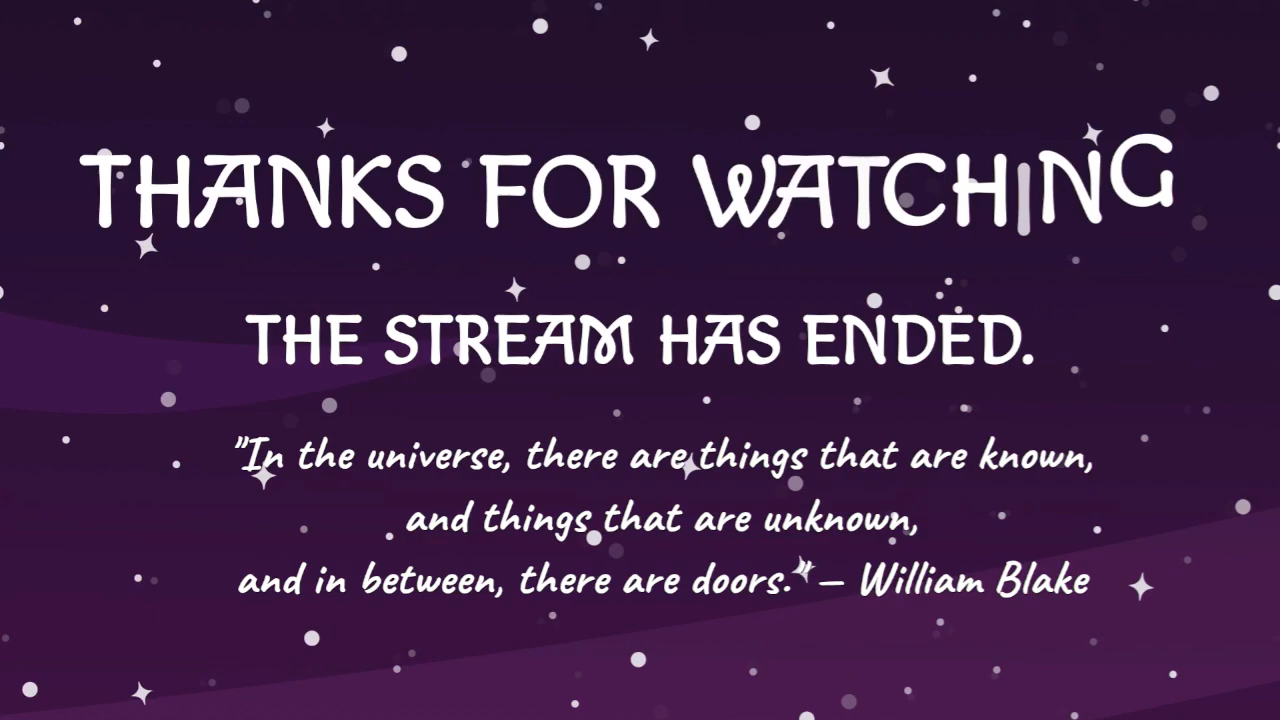 THANKS FOR WATCHING
THE STREAM HAS ENDED.
"In the universe, there are things that are known,
and things that are unknown,
and in between, there are doors." – William Blake